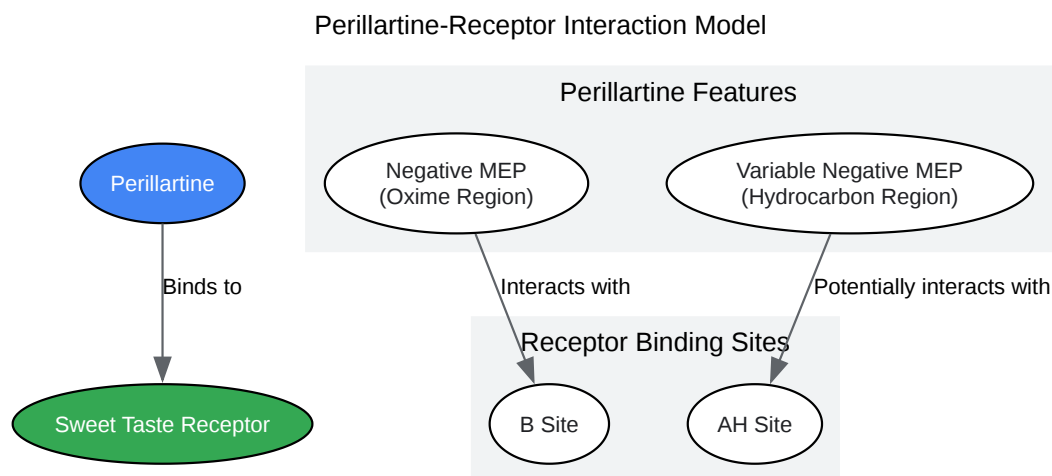 Perillartine-Receptor Interaction Model
Perillartine Features
Perillartine
Negative MEP
(Oxime Region)
Variable Negative MEP
(Hydrocarbon Region)
Binds to
Interacts with
Potentially interacts with
Receptor Binding Sites
Sweet Taste Receptor
B Site
AH Site